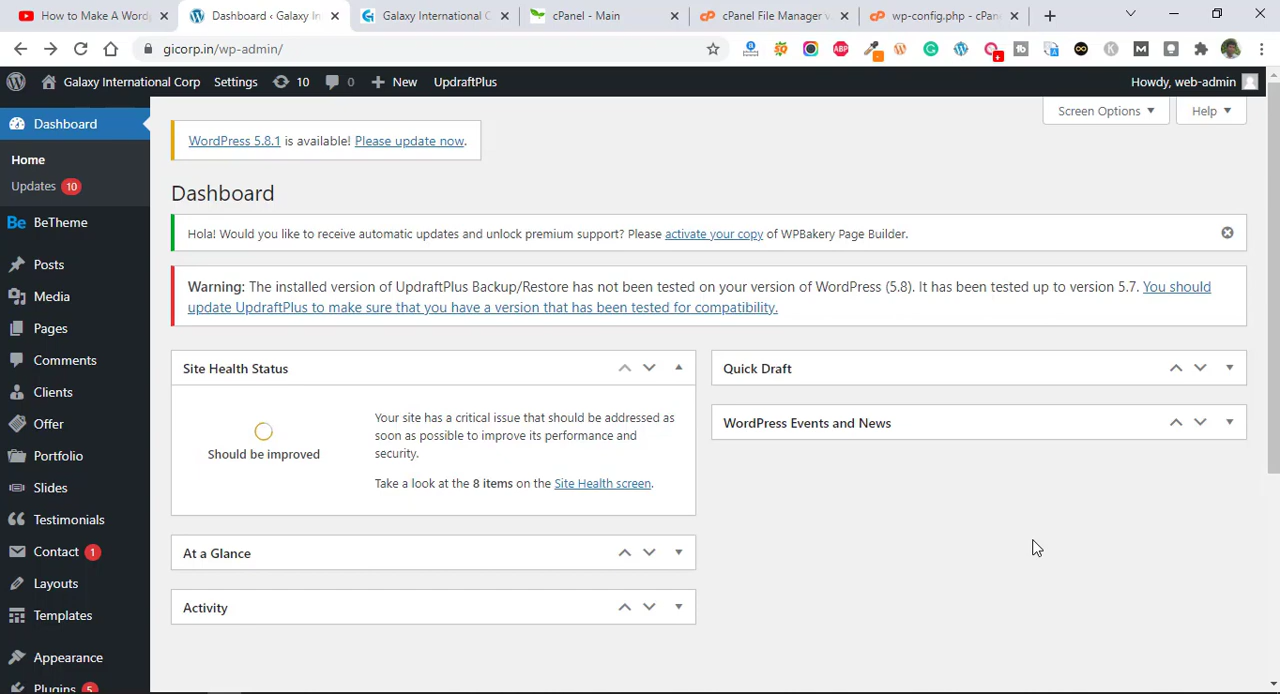 How to Make A Wordp
Dashboard ‹ Galaxy In
Galaxy International C
cPanel - Main
cPanel File Manager v
wp-config.php - cPan
gicorp.in/wp-admin/
Galaxy International Corp
Settings
10
0
New
UpdraftPlus
Howdy, web-admin
Dashboard
Home
Updates 10
BeTheme
Posts
Media
Pages
Comments
Clients
Offer
Portfolio
Slides
Testimonials
Contact 1
Layouts
Templates
Appearance
Plugins 5
Screen Options
Help
WordPress 5.8.1 is available! Please update now.
Dashboard
Hola! Would you like to receive automatic updates and unlock premium support? Please activate your copy of WPBakery Page Builder.
Warning: The installed version of UpdraftPlus Backup/Restore has not been tested on your version of WordPress (5.8). It has been tested up to version 5.7. You should
update UpdraftPlus to make sure that you have a version that has been tested for compatibility.
Site Health Status
Should be improved
Your site has a critical issue that should be addressed as
soon as possible to improve its performance and
security.
Take a look at the 8 items on the Site Health screen.
At a Glance
Activity
Quick Draft
WordPress Events and News